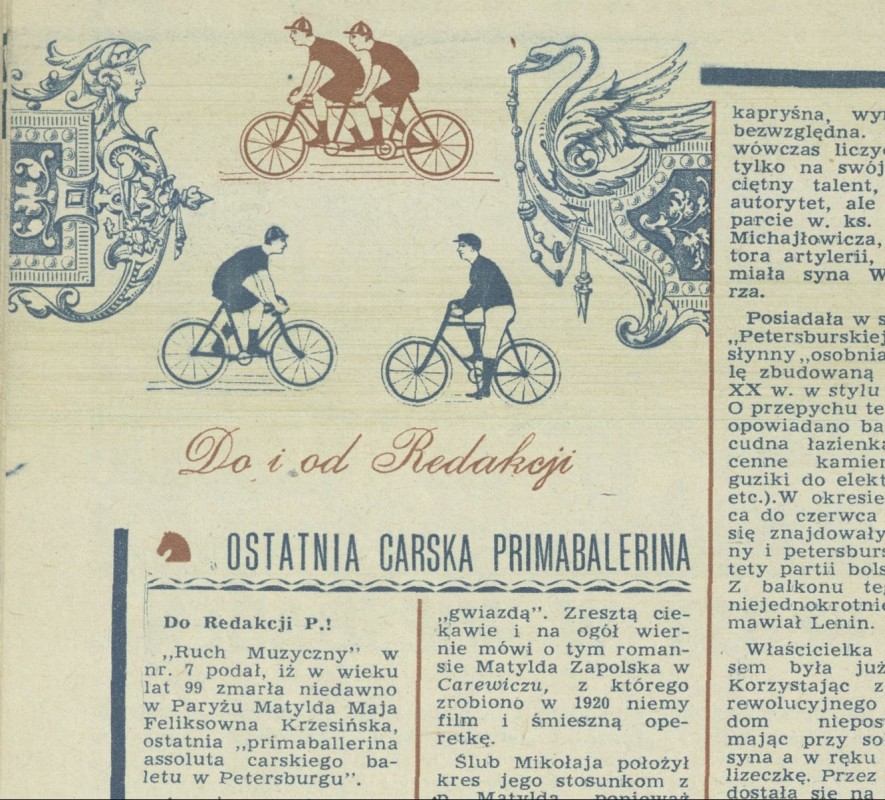 Do i od Redakcji
OSTATNIA CARSKA PRIMABALERINA
Do Redakcji P.!
„Ruch Muzyczny” w
nr. 7 podał, iż w wieku
lat 99 zmarła niedawno
w Paryżu Matylda Maja
Feliksowna Krzesińska,
ostatnia „primaballerina
assoluta carskiego ba-
letu w Petersburgu”.
„gwiazdą”. Zresztą cie-
kawie i na ogół wier-
nie mówi o tym roman-
sie Matylda Zapolska w
Carewiczu, z którego
zrobiono w 1920 niemy
film i śmieszną ope-
retkę.
Ślub Mikołaja położył
kres jego stosunkom z
p. Matyldą, ponieważ
kapryśna,
bezwzględna.
wówczas
tylko na swój
ciętny talent,
autorytet, ale
parcie w. ks.
Michajłowicza,
tora artylerii,
miała syna
rza.
Posiadała w
„Petersburskiej
słynny
lę zbudowaną
XX w. w stylu
O przepychu
opowiadano
cudna łazienka
cenne
guziki do
etc.). W okresie
ca do czerwca
się znajdowały
ny i
tety partii
Z balkonu
mawiał Lenin.
Właścicielka
sem była już
Korzystając z
rewolucyjnego
dom
mając przy
syna a w ręku
lizeczkę. Przez
dostała się na